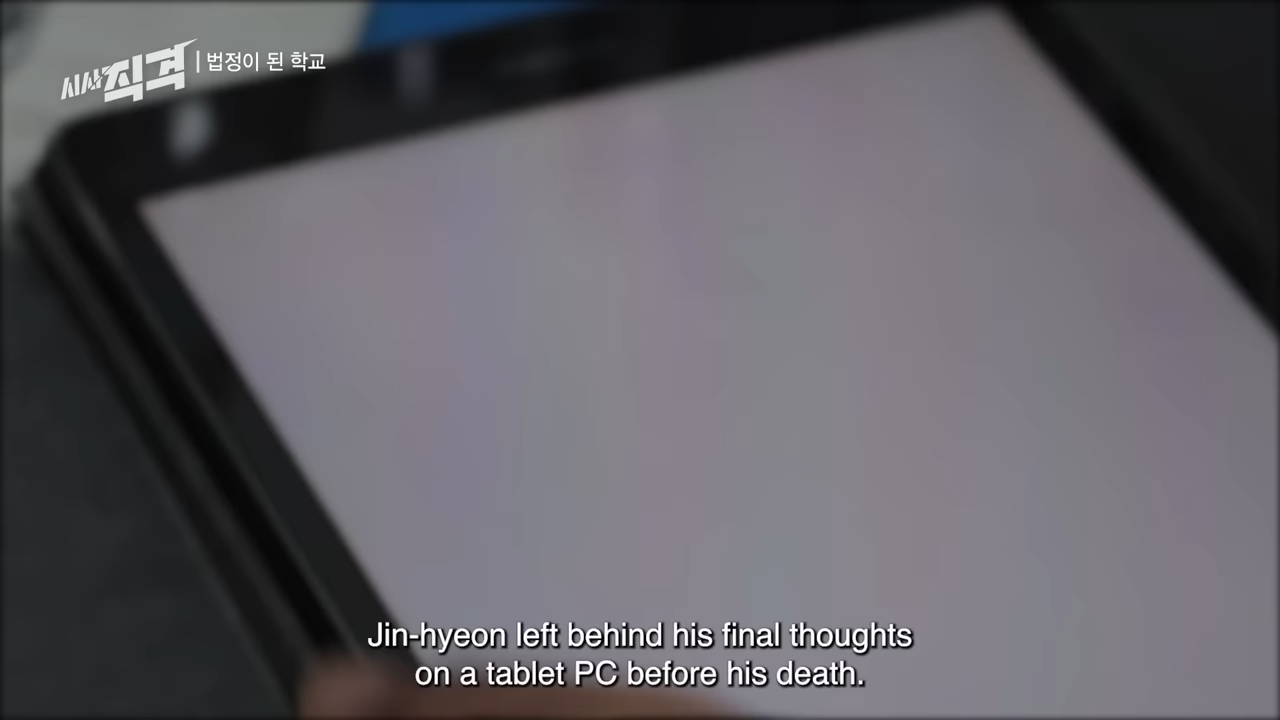 시사직격 | 법정이 된 학교
Jin-hyeon left behind his final thoughts
on a tablet PC before his death.